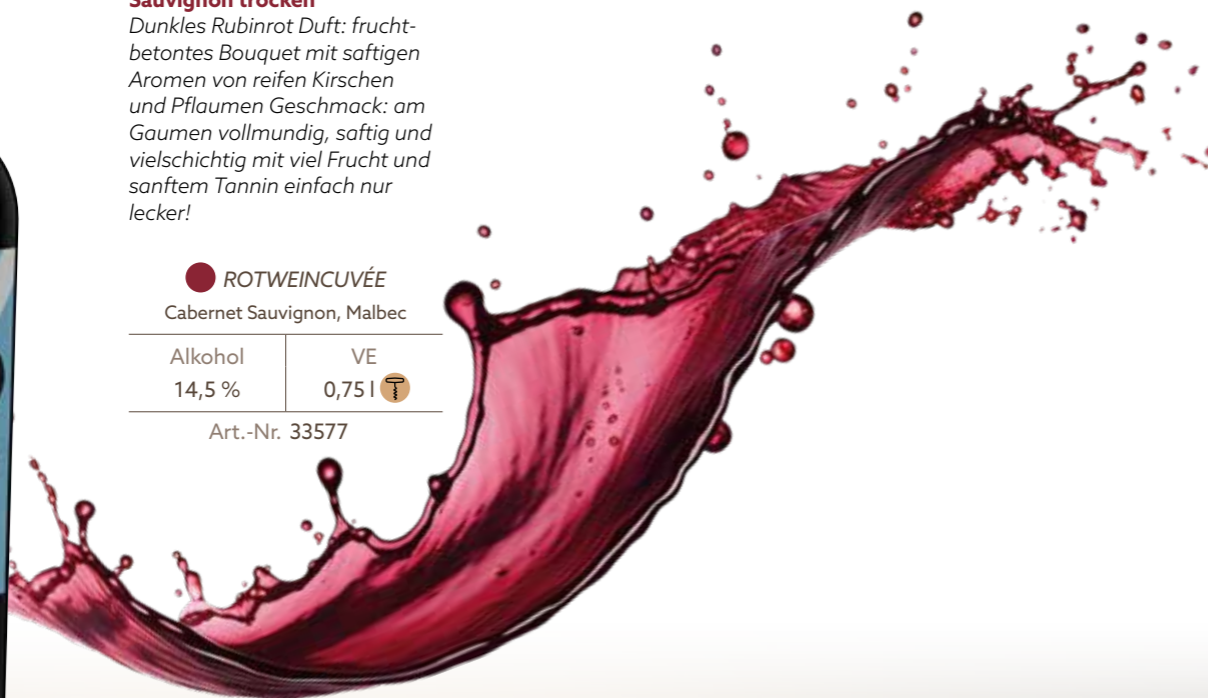 Sauvignon trocken
Dunkles Rubinrot Duft: frucht-
betontes Bouquet mit saftigen
Aromen von reifen Kirschen
und Pflaumen Geschmack: am
Gaumen vollmundig, saftig und
vielschichtig mit viel Frucht und
sanftem Tannin einfach nur
lecker!
ROTWEINCUVÉE
Cabernet Sauvignon, Malbec
Alkohol VE
14,5 % 0,75 l
Art.-Nr. 33577